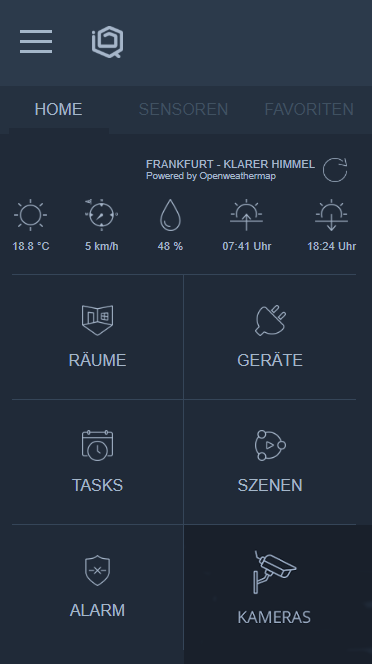 iQ
HOME SENSOREN FAVORITEN
FRANKFURT - KLARER HIMMEL
Powered by Openweathermap
18.8 °C 5 km/h 48 % 07:41 Uhr 18:24 Uhr
RÄUME GERÄTE
TASKS SZENEN
ALARM KAMERAS